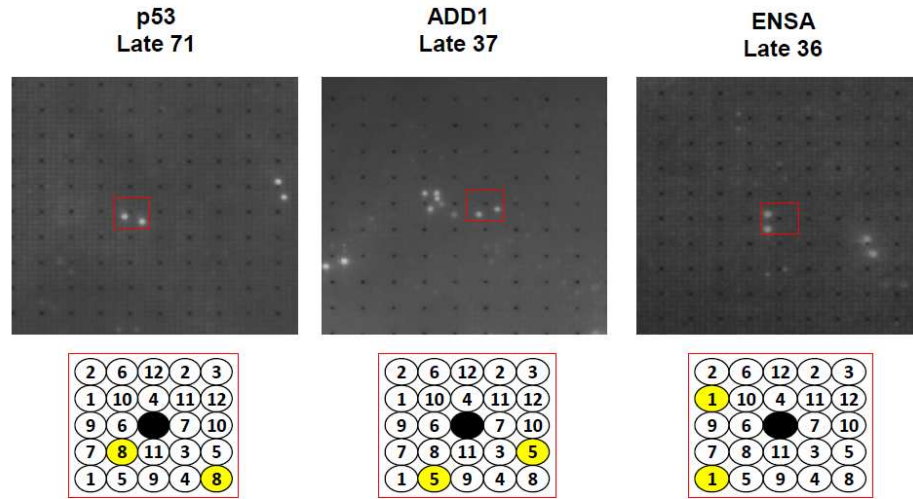 p53
Late 71
ADD1
Late 37
ENSA
Late 36
2 6 12 2 3
1 10 4 11 12
9 6 7 10
7 8 11 3 5
1 5 9 4 8
2 6 12 2 3
1 10 4 11 12
9 6 7 10
7 8 11 3 5
1 5 9 4 8
2 6 12 2 3
1 10 4 11 12
9 6 7 10
7 8 11 3 5
1 5 9 4 8